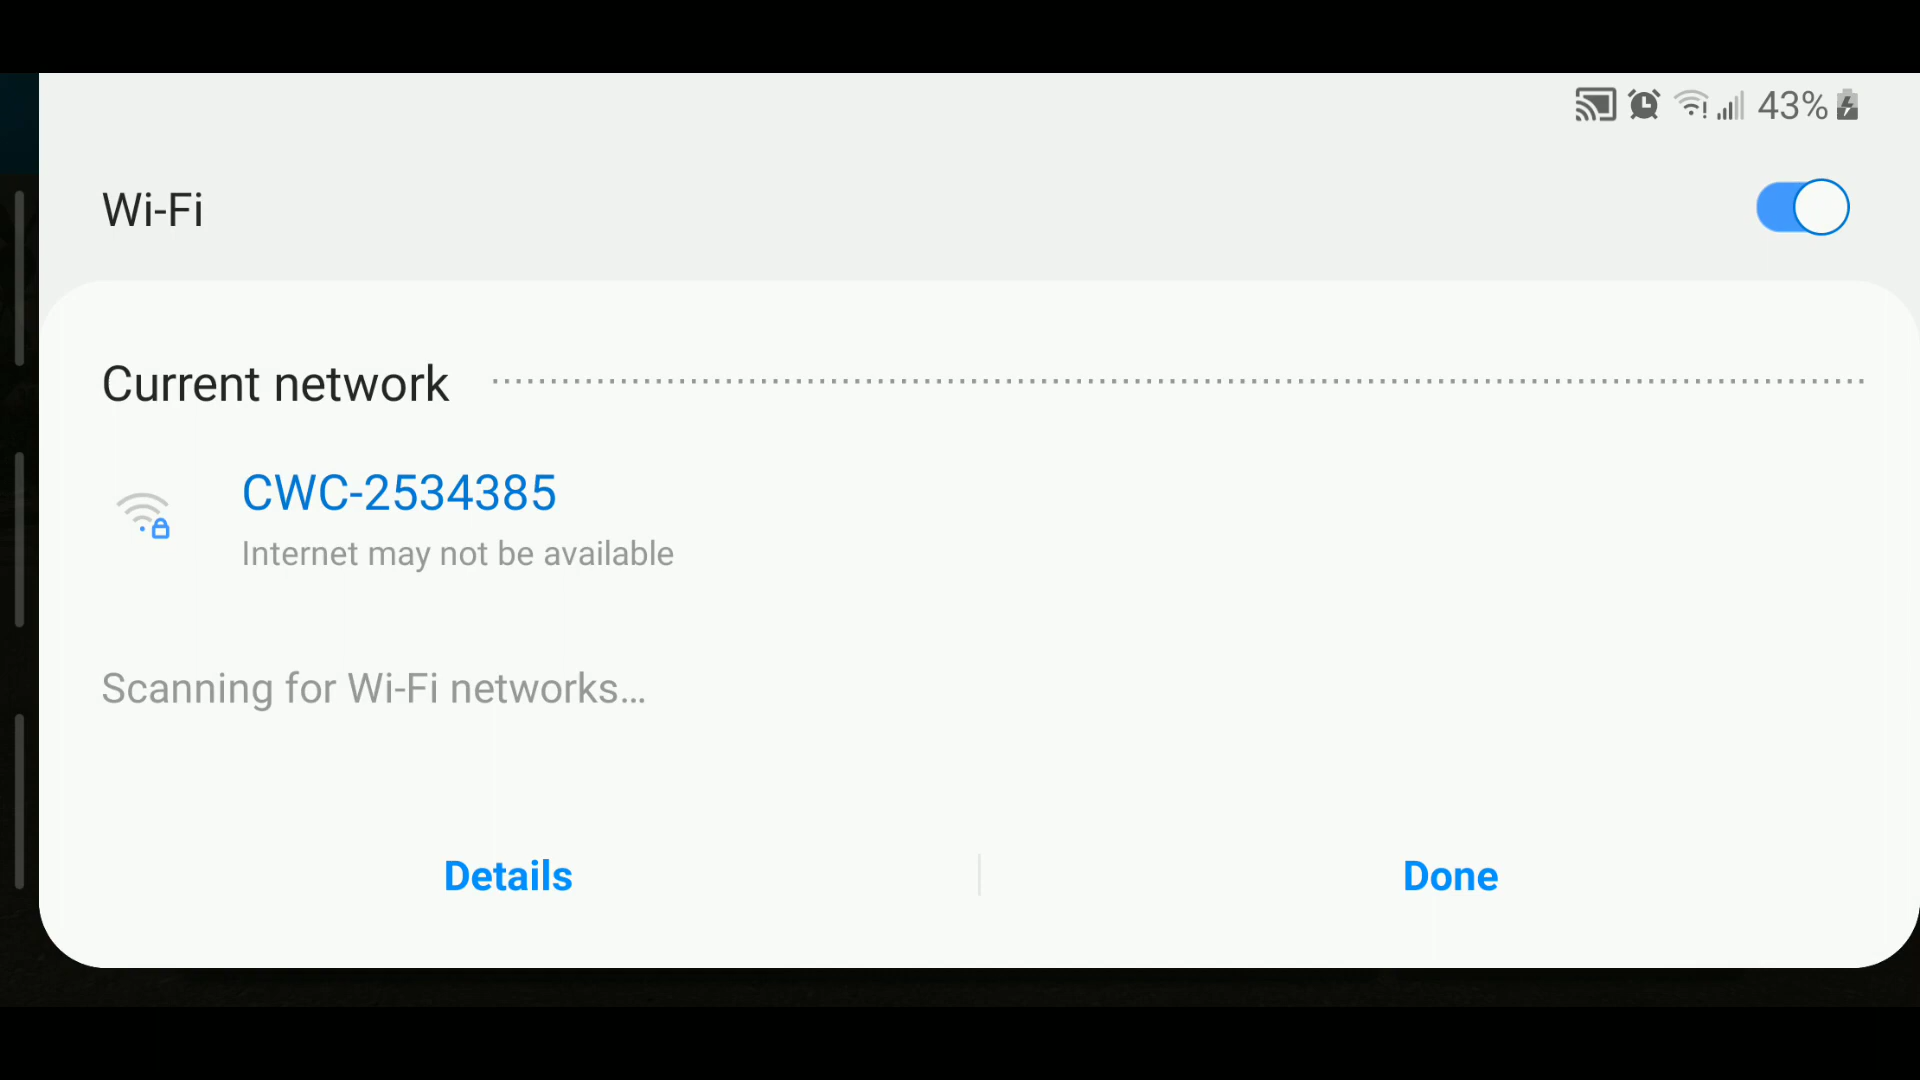 43%
Wi-Fi
Current network
CWC-2534385
Internet may not be available
Scanning for Wi-Fi networks...
Details
Done